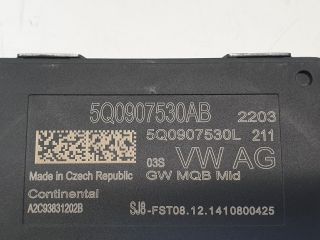 5Q0907530AB 2203
5Q0907530L 211
03S VW AG
GW MQB Mid
Made in Czech Republic
Continental
A2C93831202B
SJ8-FST08.12.1410800425